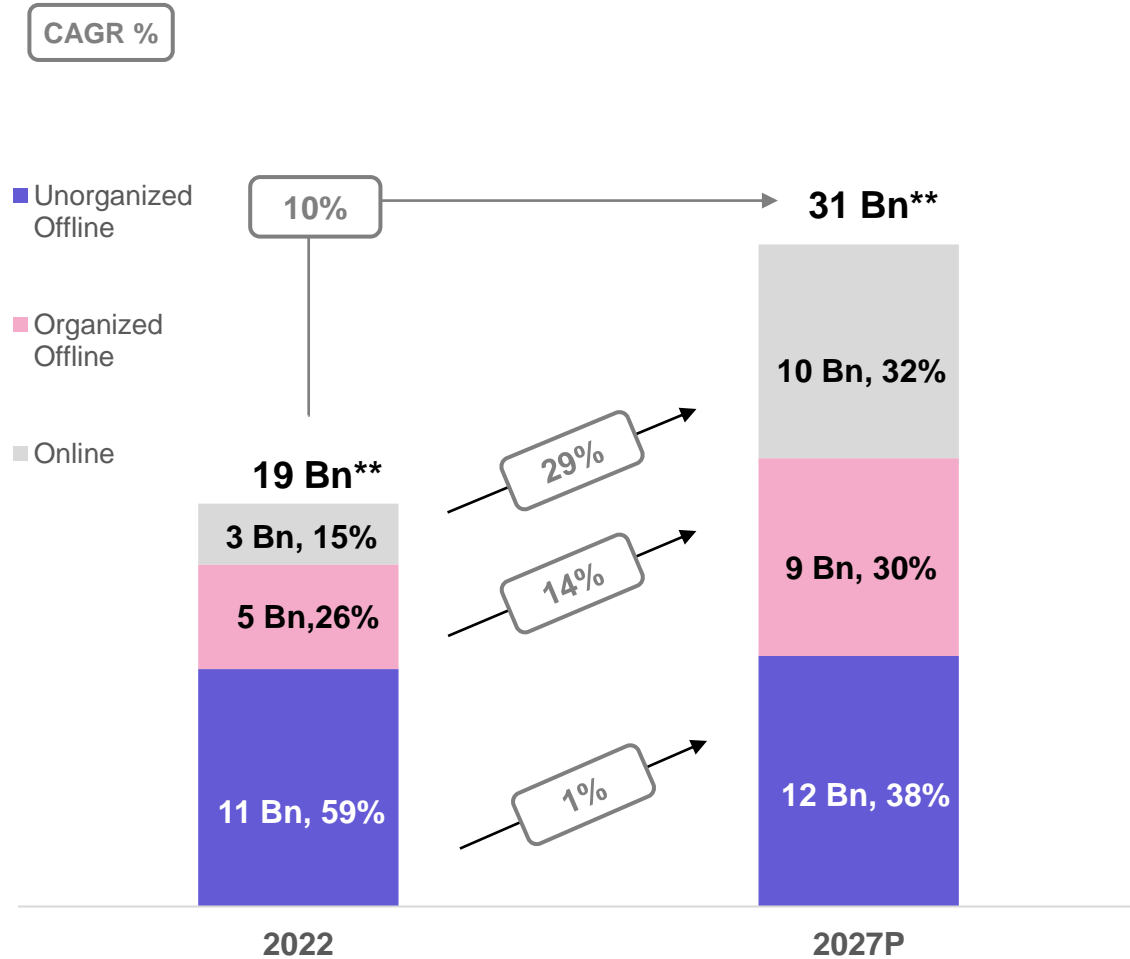 CAGR %
Unorganized
Offline
Organized
Offline
Online
10%
31 Bn**
10 Bn, 32%
9 Bn, 30%
12 Bn, 38%
19 Bn**
3 Bn, 15%
5 Bn,26%
11 Bn, 59%
29%
14%
1%
2022
2027P